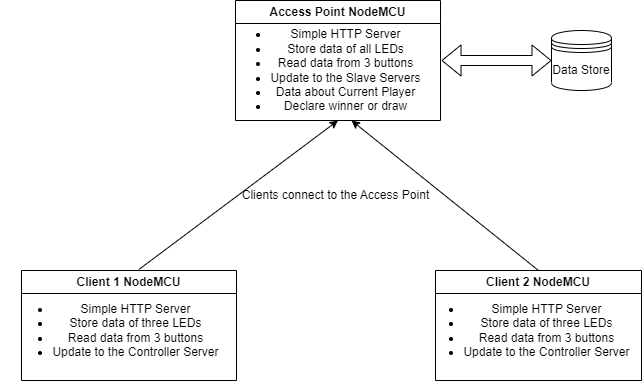 Access Point NodeMCU
• Simple HTTP Server
• Store data of all LEDs
• Read data from 3 buttons
• Update to the Slave Servers
• Data about Current Player
• Declare winner or draw
Data Store
Clients connect to the Access Point
Client 1 NodeMCU
• Simple HTTP Server
• Store data of three LEDs
• Read data from 3 buttons
• Update to the Controller Server
Client 2 NodeMCU
• Simple HTTP Server
• Store data of three LEDs
• Read data from 3 buttons
• Update to the Controller Server